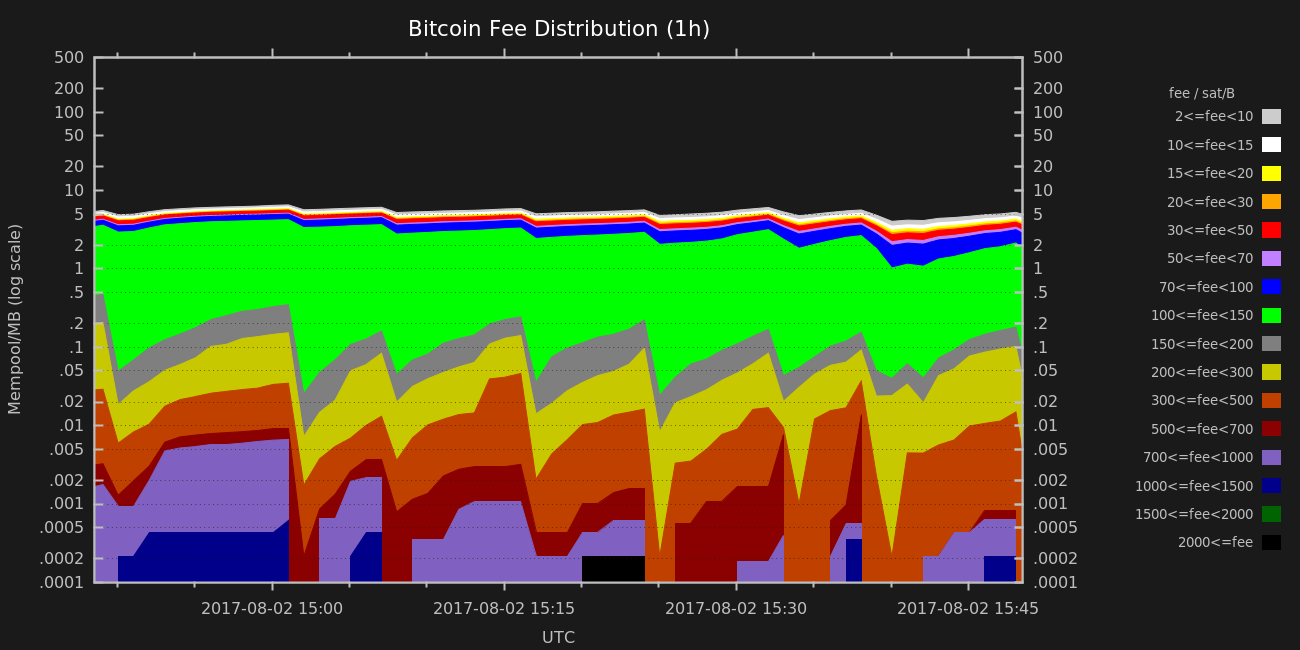 Bitcoin Fee Distribution (1h)
500 500
200 200
100 100
50 50
20 20
10 10
5 5
2 2
1 1
.5 .5
.2 .2
.1 .1
.05 .05
.02 .02
.01 .01
.005 .005
.002 .002
.001 .001
.0005 .0005
.0002 .0002
.0001 .0001
Mempool/MB (log scale)
2017-08-02 15:00 2017-08-02 15:15 2017-08-02 15:30 2017-08-02 15:45
UTC
fee / sat/B
2<=fee<10
10<=fee<15
15<=fee<20
20<=fee<30
30<=fee<50
50<=fee<70
70<=fee<100
100<=fee<150
150<=fee<200
200<=fee<300
300<=fee<500
500<=fee<700
700<=fee<1000
1000<=fee<1500
1500<=fee<2000
2000<=fee